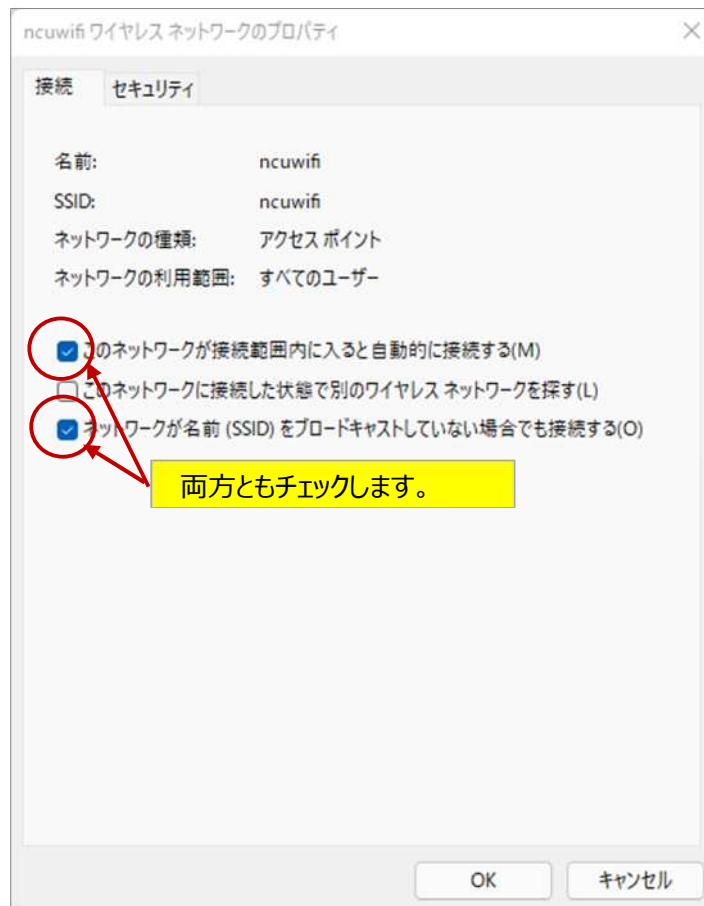 ncuwifi ワイヤレス ネットワークのプロパティ
接続 セキュリティ
名前: ncuwifi
SSID: ncuwifi
ネットワークの種類: アクセス ポイント
ネットワークの利用範囲: すべてのユーザー
このネットワークが接続範囲内に入ると自動的に接続する(M)
このネットワークに接続した状態で別のワイヤレス ネットワークを探す(L)
ネットワークが名前 (SSID) をブロードキャストしていない場合でも接続する(O)
両方ともチェックします。
OK キャンセル